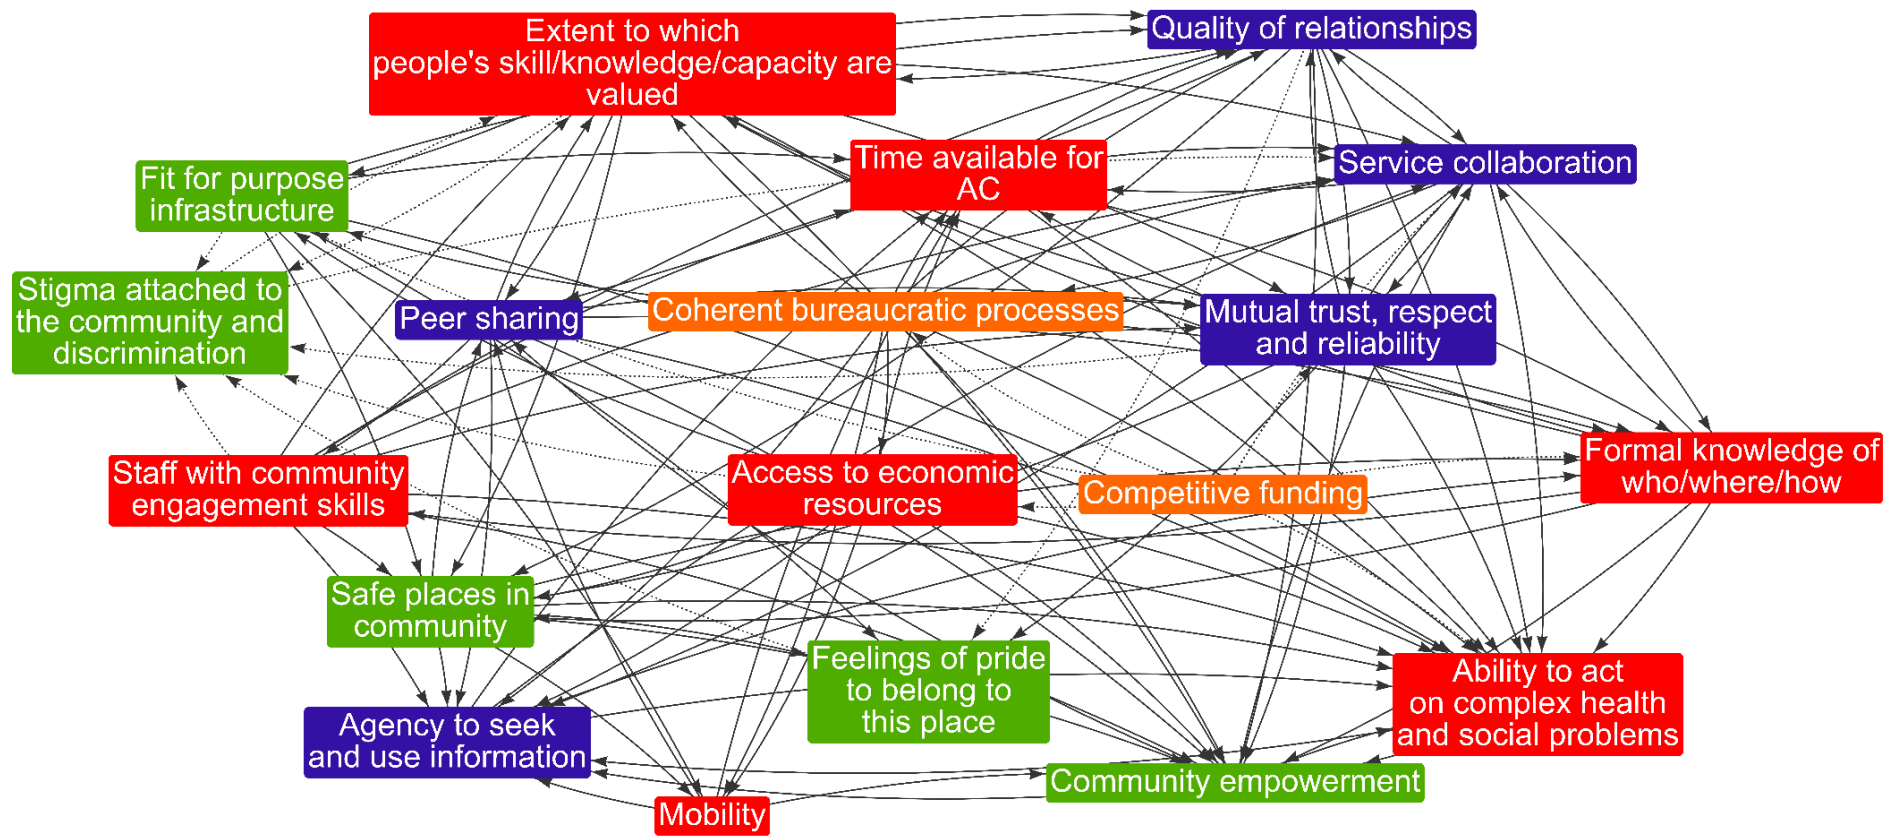 Extent to which
people's skill/knowledge/capacity are
valued
Quality of relationships
Time available for
AC
Service collaboration
Fit for purpose
infrastructure
Stigma attached to
the community and
discrimination
Peer sharing
Coherent bureaucratic processes
Mutual trust, respect
and reliability
Staff with community
engagement skills
Access to economic
resources
Competitive funding
Formal knowledge of
who/where/how
Safe places in
community
Feelings of pride
to belong to
this place
Ability to act
on complex health
and social problems
Agency to seek
and use information
Community empowerment
Mobility